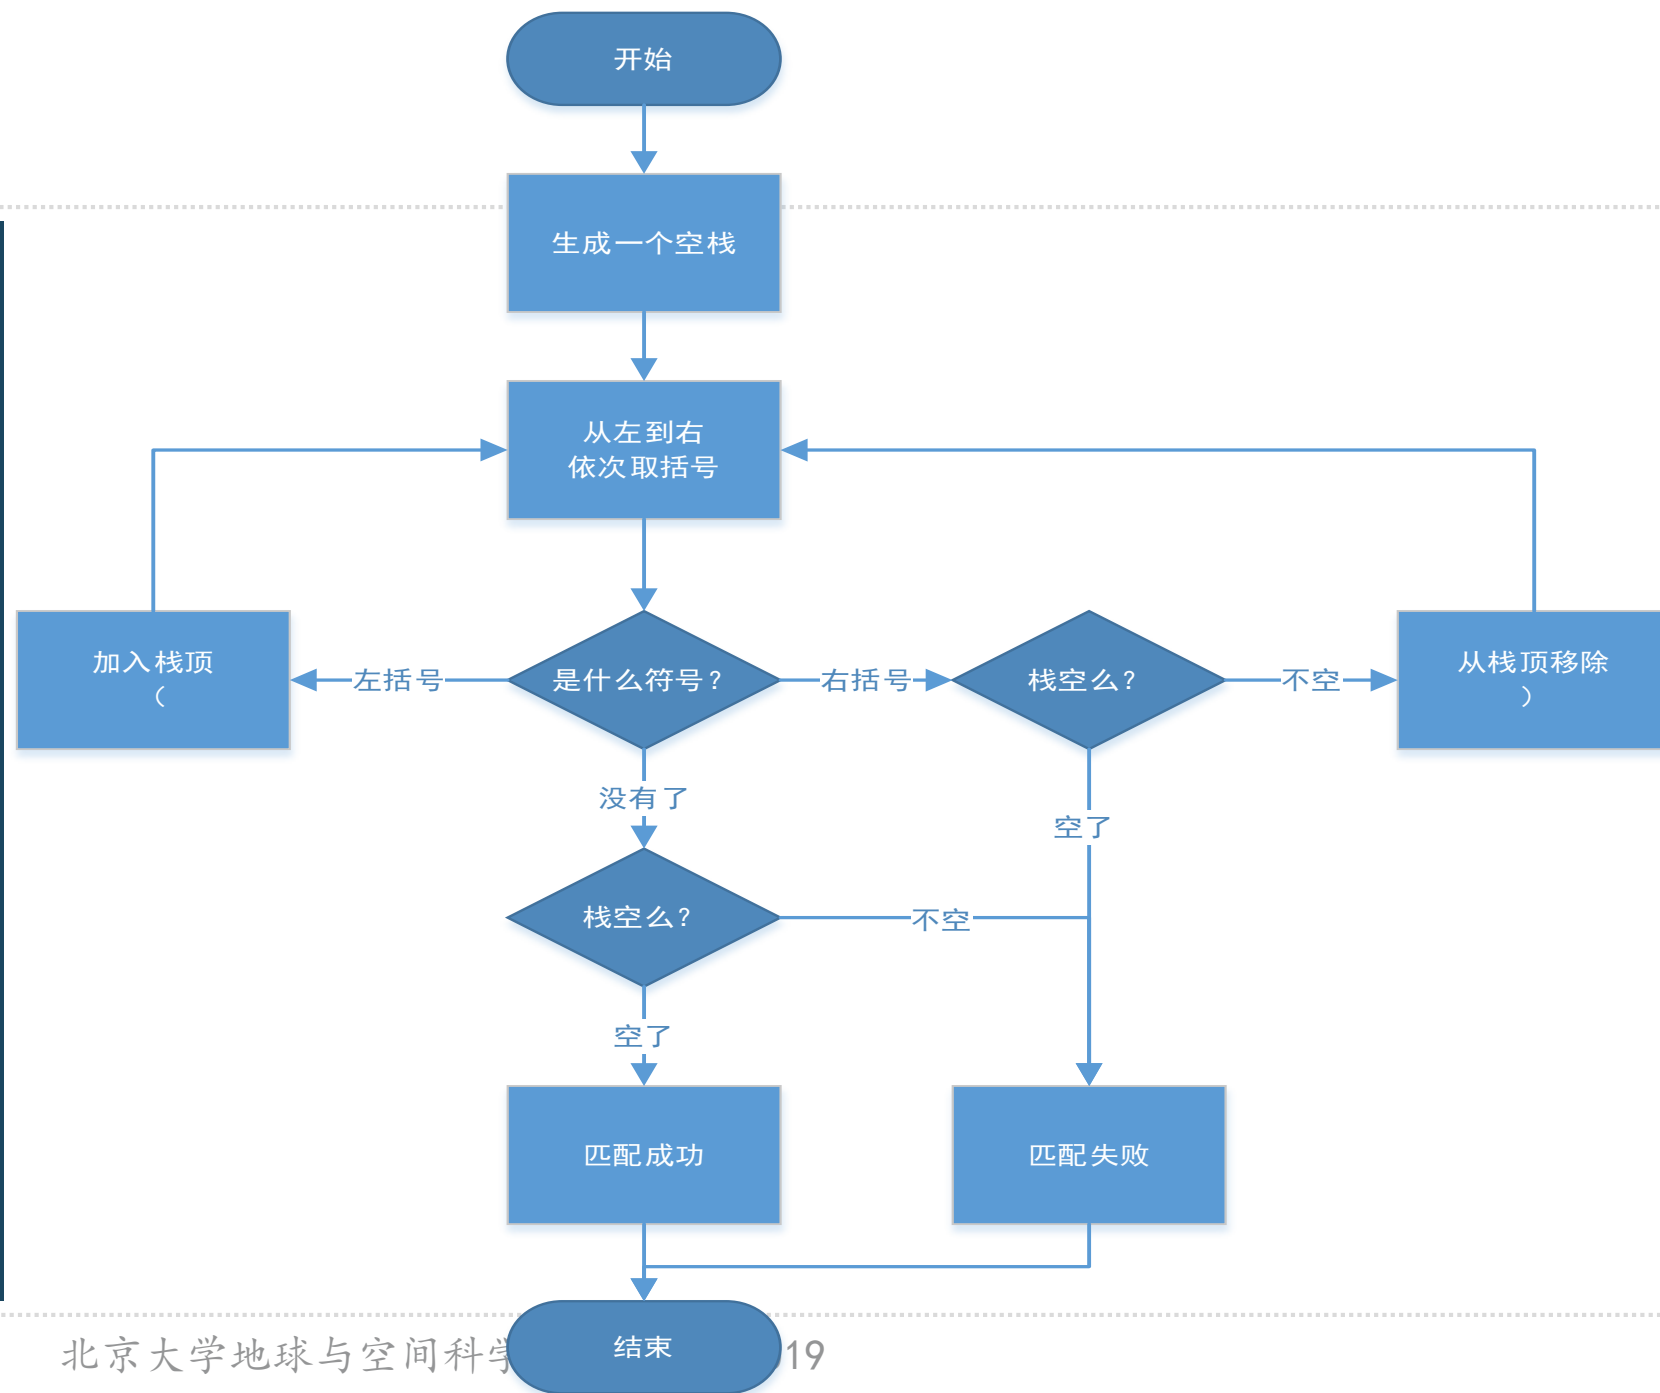 开始
生成一个空栈
从左到右
依次取括号
加入栈顶
（
左括号
是什么符号？
右括号
栈空么？
不空
从栈顶移除
）
没有了
空了
栈空么？
不空
空了
匹配成功
匹配失败
结束
北京大学地球与空间科学
19